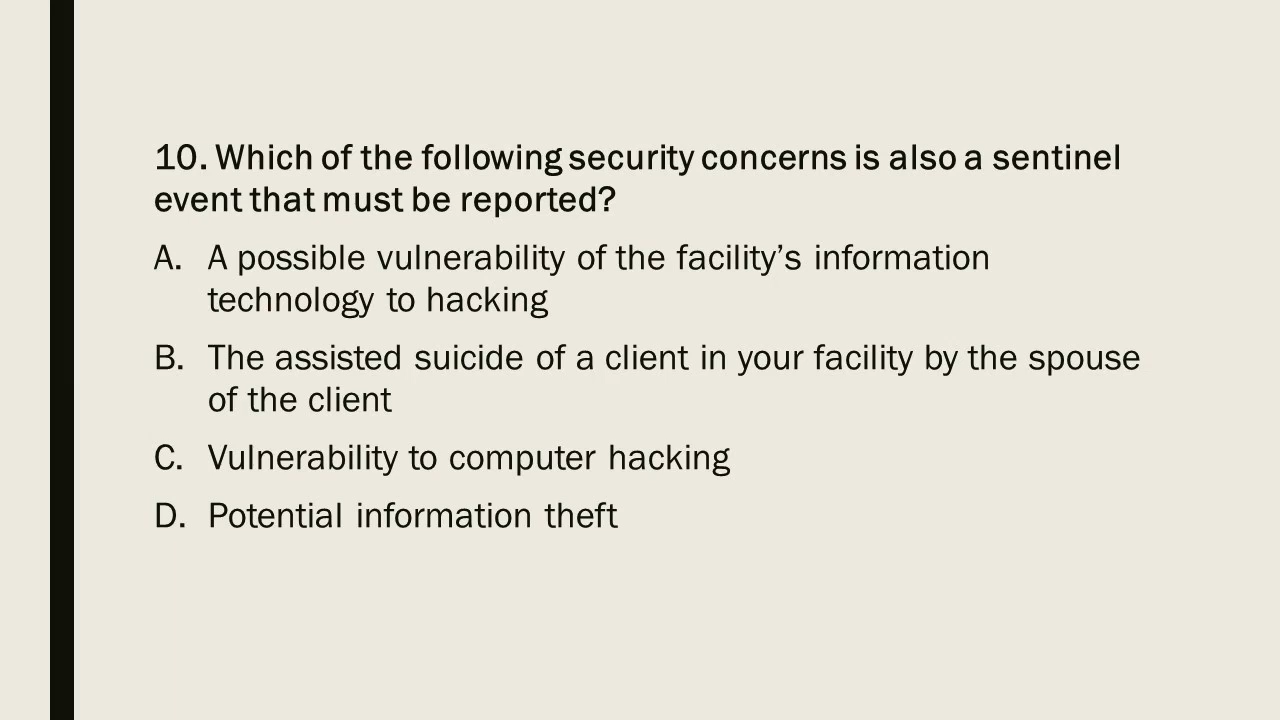 10. Which of the following security concerns is also a sentinel
event that must be reported?
A. A possible vulnerability of the facility’s information
technology to hacking
B. The assisted suicide of a client in your facility by the spouse
of the client
C. Vulnerability to computer hacking
D. Potential information theft